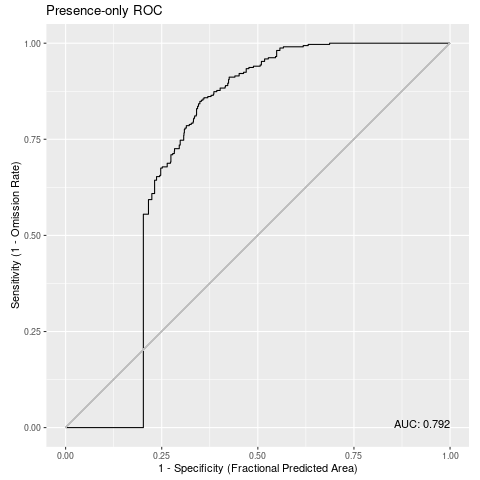 Presence-only ROC
1.00
0.75
0.50
0.25
0.00
Sensitivity (1 - Omission Rate)
AUC: 0.792
0.00 0.25 0.50 0.75 1.00
1 - Specificity (Fractional Predicted Area)